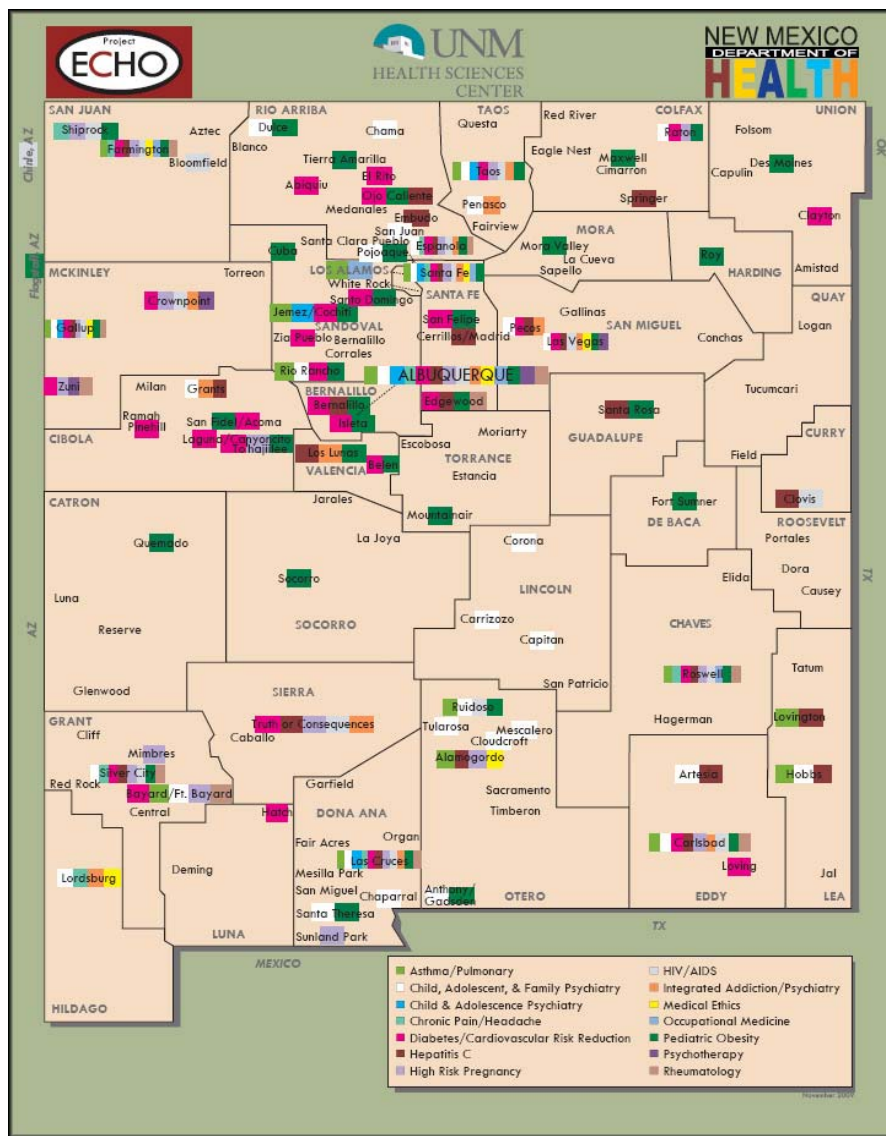 Project
ECHO
UNM
HEALTH SCIENCES
CENTER
NEW MEXICO
DEPARTMENT OF
HEALTH
SAN JUAN
RIO ARRIBA
TAOS
COLFAX
UNION
Shiprock
Aztec
Dulce
Chama
Questa
Red River
Raton
Folsom
Farmington
Blanco
Bloomfield
Tierra Amarilla
Eagle Nest
Maxwell
Cimarron
Capulin
Des Moines
OK
Abiquiu
El Rito
Taos
Ojo Caliente
Medanales
Penasco
Springer
Embudo
Fairview
Clayton
San Juan
Santa Clara Pueblo
Pojoaque
Espanola
MORA
Mora Valley
La Cueva
Sapello
Roy
HARDING
Amistad
Cuba
Flagstaff, AZ
MCKINLEY
Torreon
LOS ALAMOS
White Rock
Santa Fe
SANTA FE
QUAY
Crownpoint
Santo Domingo
Jemez/Cochiti
SANDOVAL
San Felipe
Cerrillos/Madrid
Pecos
Gallinas
SAN MIGUEL
Las Vegas
Conchas
Logan
Gallup
Zia Pueblo
Bernalillo
Corrales
Rio Rancho
ALBUQUERQUE
Zuni
Milan
Grants
BERNALILLO
Bernalillo
Edgewood
Tucumcari
Ramah
Pinehill
San Fidel/Acoma
Isleta
Santa Rosa
GUADALUPE
CURRY
CIBOLA
Laguna/Canyoncito
To'hajiilee
Los Lunas
VALENCIA
Belen
Escobosa
Moriarty
TORRANCE
Estancia
Field
CATRON
Jarales
Mountainair
Fort Sumner
DE BACA
Clovis
ROOSEVELT
Portales
Quemado
La Joya
Corona
Socorro
LINCOLN
Elida
Dora
Causey
TX
Luna
Reserve
SOCORRO
Carrizozo
Capitan
CHAVES
AZ
Glenwood
SIERRA
San Patricio
Roswell
Tatum
GRANT
Cliff
Truth or Consequences
Caballo
Ruidoso
Tularosa
Mescalero
Cloudcroft
Hagerman
Lovington
Mimbres
Silver City
Red Rock
Alamogordo
Artesia
Hobbs
Bayard/Ft. Bayard
Central
Garfield
Sacramento
Timberon
Hatch
DONA ANA
Organ
Fair Acres
Las Cruces
Carlsbad
Lordsburg
Deming
Mesilla Park
San Miguel
Chaparral
Anthony/
Gadsden
OTERO
Loving
EDDY
Jal
LEA
Santa Theresa
Sunland Park
LUNA
TX
MEXICO
HILDAGO
Asthma/Pulmonary
Child, Adolescent, & Family Psychiatry
Child & Adolescence Psychiatry
Chronic Pain/Headache
Diabetes/Cardiovascular Risk Reduction
Hepatitis C
High Risk Pregnancy
HIV/AIDS
Integrated Addiction/Psychiatry
Medical Ethics
Occupational Medicine
Pediatric Obesity
Psychotherapy
Rheumatology